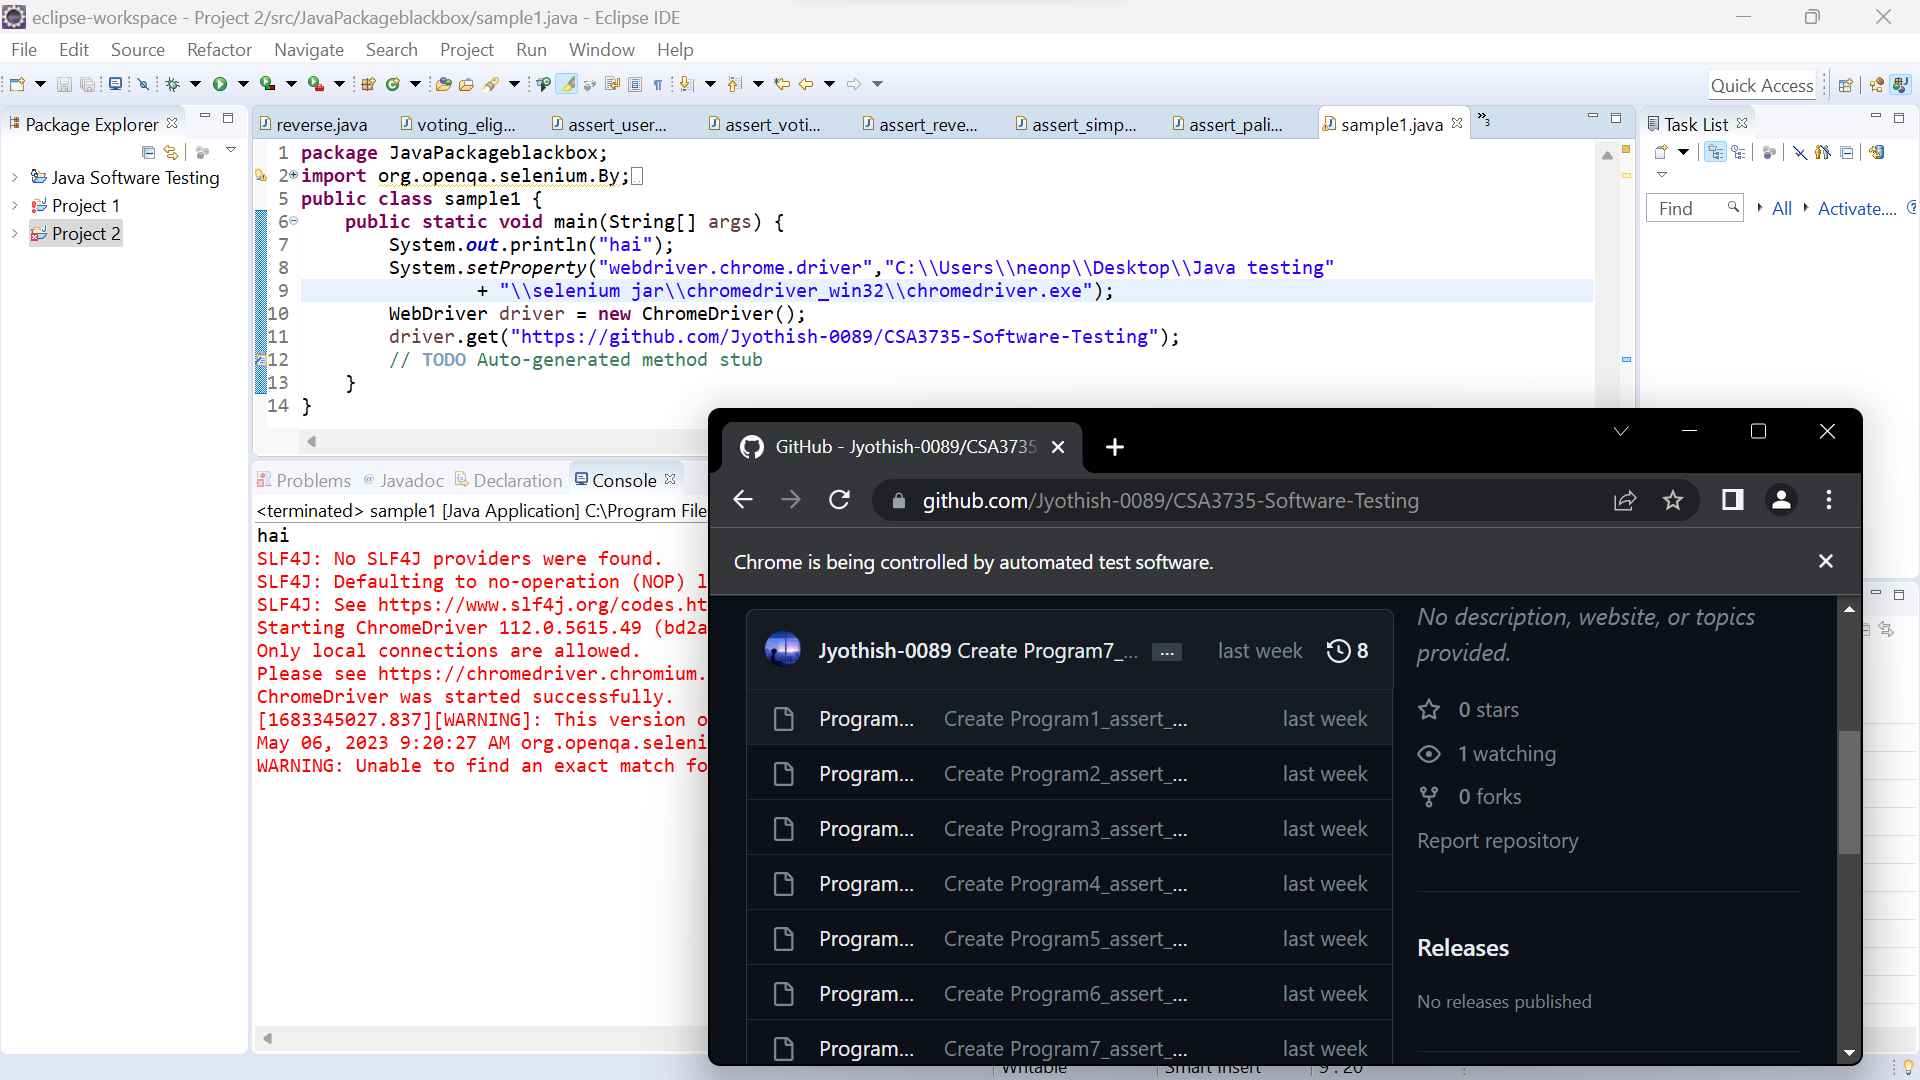 eclipse-workspace - Project 2/src/JavaPackageblackbox/sample1.java - Eclipse IDE
File Edit Source Refactor Navigate Search Project Run Window Help
Quick Access
Package Explorer
Java Software Testing
Project 1
Project 2
reverse.java voting_elig... assert_user... assert_voti... assert_reve... assert_simp... assert_pali... sample1.java »3
1 package JavaPackageblackbox;
2 import org.openqa.selenium.By;
5 public class sample1 {
6 public static void main(String[] args) {
7 System.out.println("hai");
8 System.setProperty("webdriver.chrome.driver","C:\\Users\\neonp\\Desktop\\Java testing"
9 + "\\selenium jar\\chromedriver_win32\\chromedriver.exe");
10 WebDriver driver = new ChromeDriver();
11 driver.get("https://github.com/Jyothish-0089/CSA3735-Software-Testing");
12 // TODO Auto-generated method stub
13 }
14 }
Task List
Find All Activate....
Problems Javadoc Declaration Console
<terminated> sample1 [Java Application] C:\Program File
hai
SLF4J: No SLF4J providers were found.
SLF4J: Defaulting to no-operation (NOP) l
SLF4J: See https://www.slf4j.org/codes.ht
Starting ChromeDriver 112.0.5615.49 (bd2a
Only local connections are allowed.
Please see https://chromedriver.chromium.
ChromeDriver was started successfully.
[1683345027.837][WARNING]: This version o
May 06, 2023 9:20:27 AM org.openqa.seleni
WARNING: Unable to find an exact match fo
GitHub - Jyothish-0089/CSA3735
github.com/Jyothish-0089/CSA3735-Software-Testing
Chrome is being controlled by automated test software.
Jyothish-0089 Create Program7_... ... last week 8
Program... Create Program1_assert_... last week
Program... Create Program2_assert_... last week
Program... Create Program3_assert_... last week
Program... Create Program4_assert_... last week
Program... Create Program5_assert_... last week
Program... Create Program6_assert_... last week
Program... Create Program7_assert_... last week
No description, website, or topics
provided.
0 stars
1 watching
0 forks
Report repository
Releases
No releases published
Writable Smart Insert 9 : 20